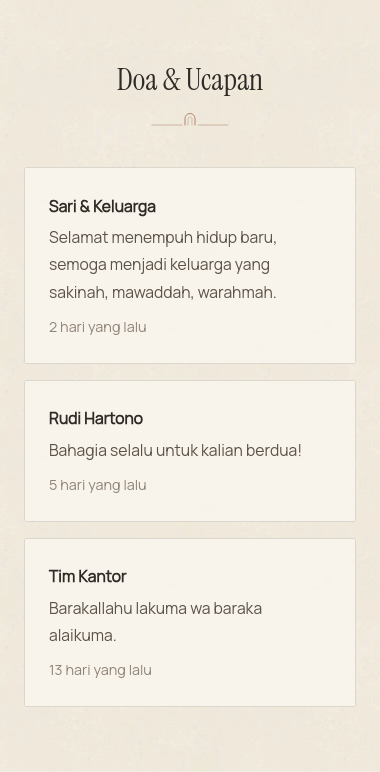 Doa & Ucapan
Sari & Keluarga
Selamat menempuh hidup baru,
semoga menjadi keluarga yang
sakinah, mawaddah, warahmah.
2 hari yang lalu
Rudi Hartono
Bahagia selalu untuk kalian berdua!
5 hari yang lalu
Tim Kantor
Barakallahu lakuma wa baraka
alaikuma.
13 hari yang lalu